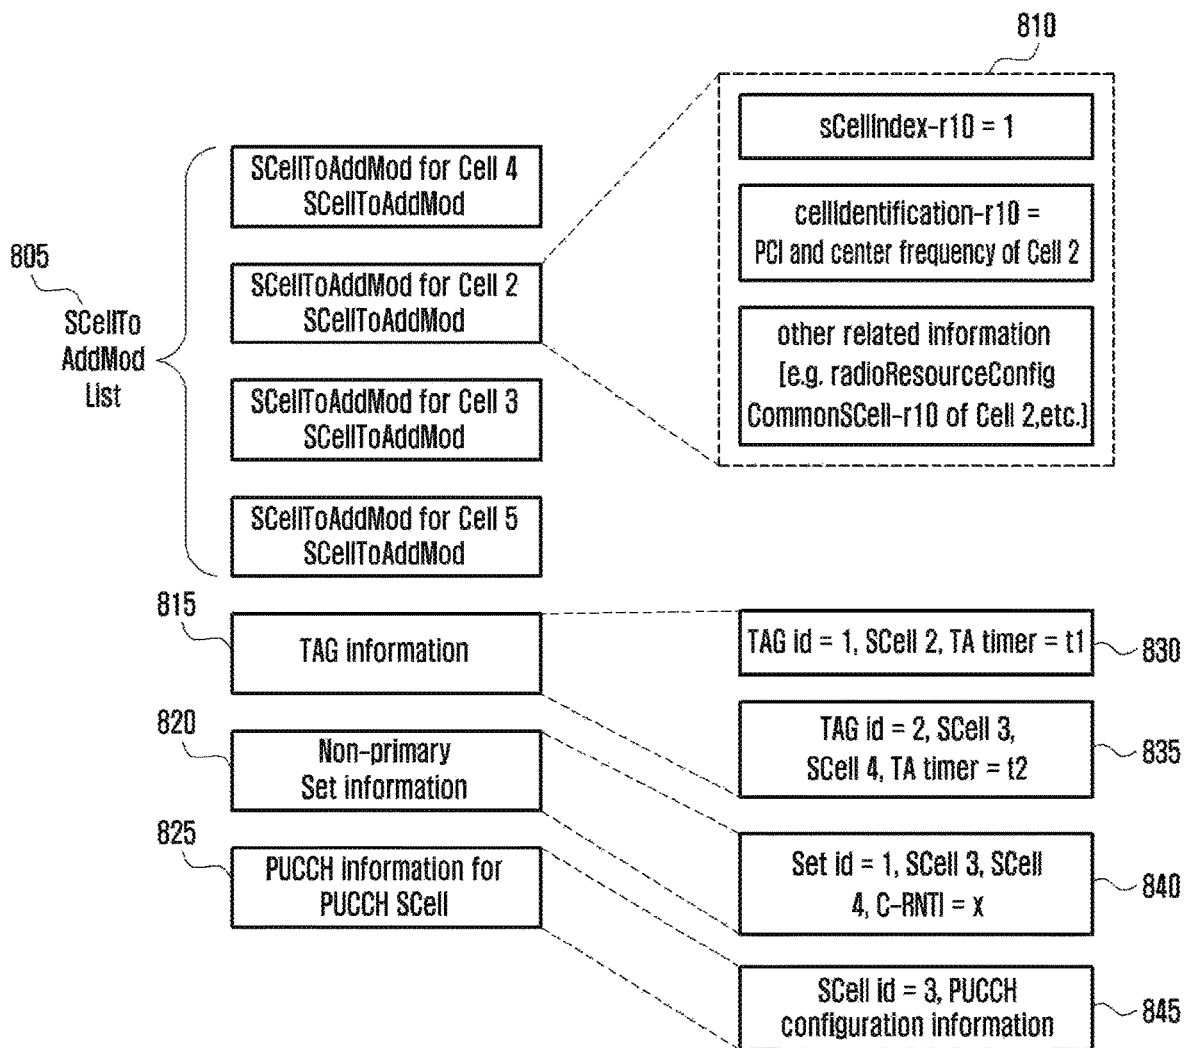 810
sCellIndex-r10 = 1
cellIdentification-r10 =
PCI and center frequency of Cell 2
other related information
[e.g. radioResourceConfig
CommonSCell-r10 of Cell 2,etc.]
805
SCellTo
AddMod
List
SCellToAddMod for Cell 4
SCellToAddMod
SCellToAddMod for Cell 2
SCellToAddMod
SCellToAddMod for Cell 3
SCellToAddMod
SCellToAddMod for Cell 5
SCellToAddMod
815
TAG information
820
Non-primary
Set information
825
PUCCH information for
PUCCH SCell
TAG id = 1, SCell 2, TA timer = t1
830
TAG id = 2, SCell 3,
SCell 4, TA timer = t2
835
Set id = 1, SCell 3, SCell
4, C-RNTI = x
840
SCell id = 3, PUCCH
configuration information
845